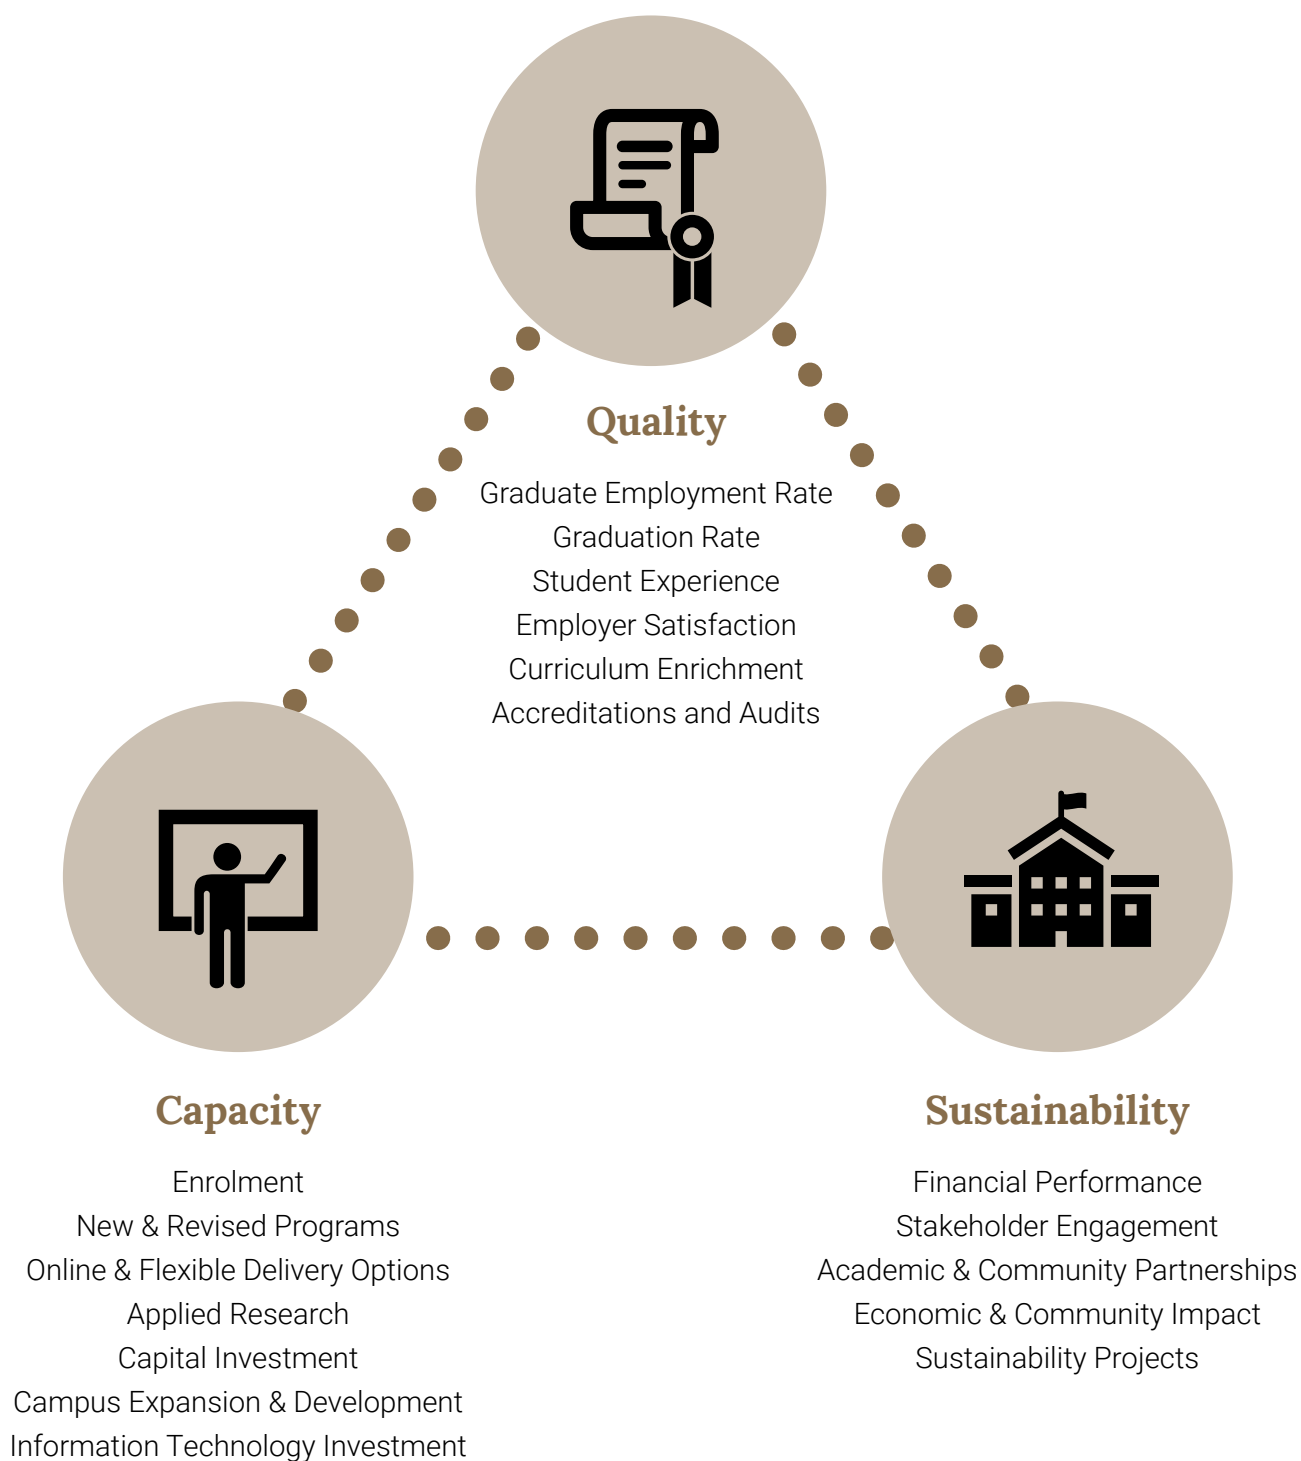 Quality
Graduate Employment Rate
Graduation Rate
Student Experience
Employer Satisfaction
Curriculum Enrichment
Accreditations and Audits
Capacity
Enrolment
New & Revised Programs
Online & Flexible Delivery Options
Applied Research
Capital Investment
Campus Expansion & Development
Information Technology Investment
Sustainability
Financial Performance
Stakeholder Engagement
Academic & Community Partnerships
Economic & Community Impact
Sustainability Projects